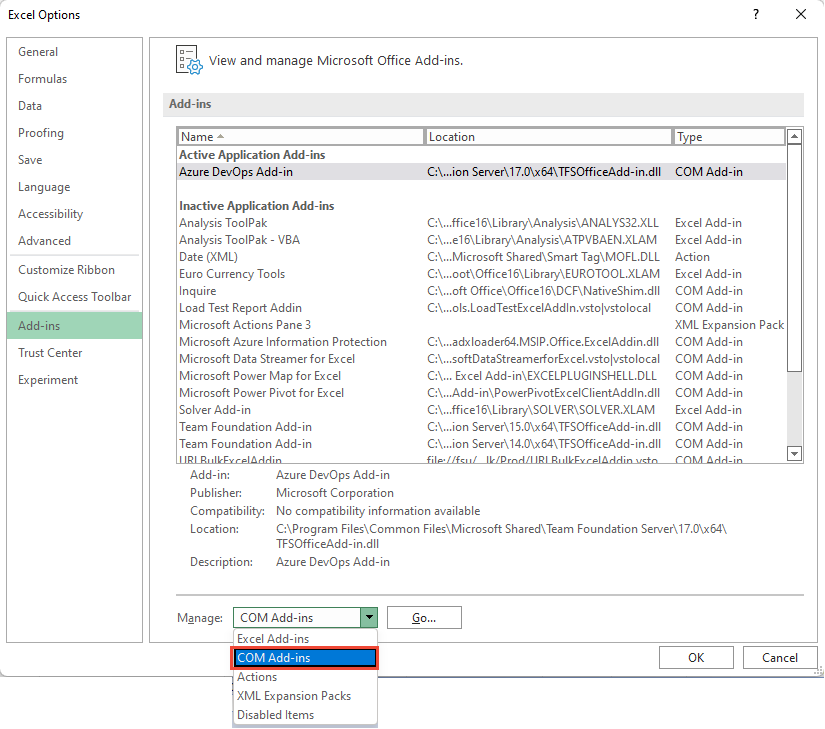 Excel Options
?
General
Formulas
Data
Proofing
Save
Language
Accessibility
Advanced
Customize Ribbon
Quick Access Toolbar
Add-ins
Trust Center
Experiment
View and manage Microsoft Office Add-ins.
Add-ins
Name Location Type
Active Application Add-ins
Azure DevOps Add-in C:\...ion Server\17.0\x64\TFSOfficeAdd-in.dll COM Add-in
Inactive Application Add-ins
Analysis ToolPak C:\...ffice16\Library\Analysis\ANALYS32.XLL Excel Add-in
Analysis ToolPak - VBA C:\...e16\Library\Analysis\ATPVBAEN.XLAM Excel Add-in
Date (XML) C:\...Microsoft Shared\Smart Tag\MOFL.DLL Action
Euro Currency Tools C:\...oot\Office16\Library\EUROTOOL.XLAM Excel Add-in
Inquire C:\...oft Office\Office16\DCF\NativeShim.dll COM Add-in
Load Test Report Addin C:\...ols.LoadTestExcelAddIn.vsto|vstolocal COM Add-in
Microsoft Actions Pane 3 XML Expansion Pack
Microsoft Azure Information Protection C:\...adxloader64.MSIP.Office.ExcelAddin.dll COM Add-in
Microsoft Data Streamer for Excel C:\...softDataStreamerforExcel.vsto|vstolocal COM Add-in
Microsoft Power Map for Excel C:\... Excel Add-in\EXCELPLUGINSHELL.DLL COM Add-in
Microsoft Power Pivot for Excel C:\...Add-in\PowerPivotExcelClientAddIn.dll COM Add-in
Solver Add-in C:\...ffice16\Library\SOLVER\SOLVER.XLAM Excel Add-in
Team Foundation Add-in C:\...ion Server\15.0\x64\TFSOfficeAdd-in.dll COM Add-in
Team Foundation Add-in C:\...ion Server\14.0\x64\TFSOfficeAdd-in.dll COM Add-in
URLBulkExcelAddin file://fsu/...lk/Prod/URLBulkExcelAddin.vsto COM Add-in
Add-in: Azure DevOps Add-in
Publisher: Microsoft Corporation
Compatibility: No compatibility information available
Location: C:\Program Files\Common Files\Microsoft Shared\Team Foundation Server\17.0\x64\
TFSOfficeAdd-in.dll
Description: Azure DevOps Add-in
Manage: COM Add-ins Go...
Excel Add-ins
COM Add-ins
Actions
XML Expansion Packs
Disabled Items
OK Cancel